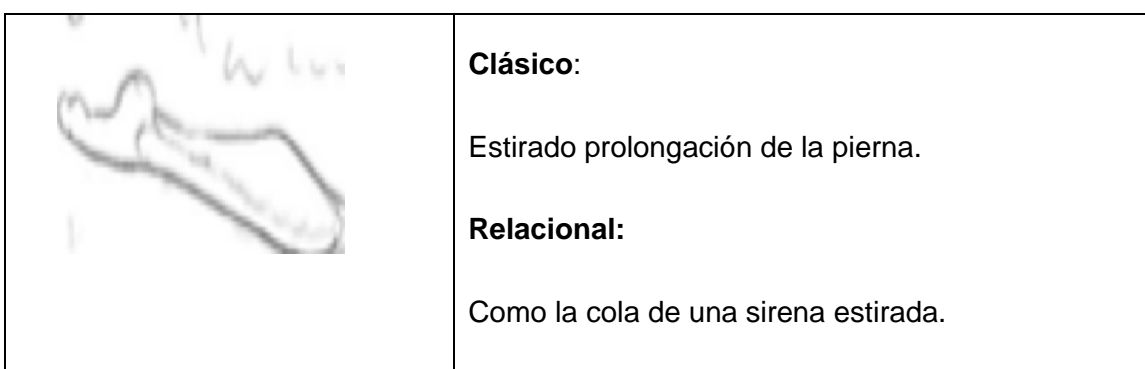 Clásico:
Estirado prolongación de la pierna.
Relacional:
Como la cola de una sirena estirada.